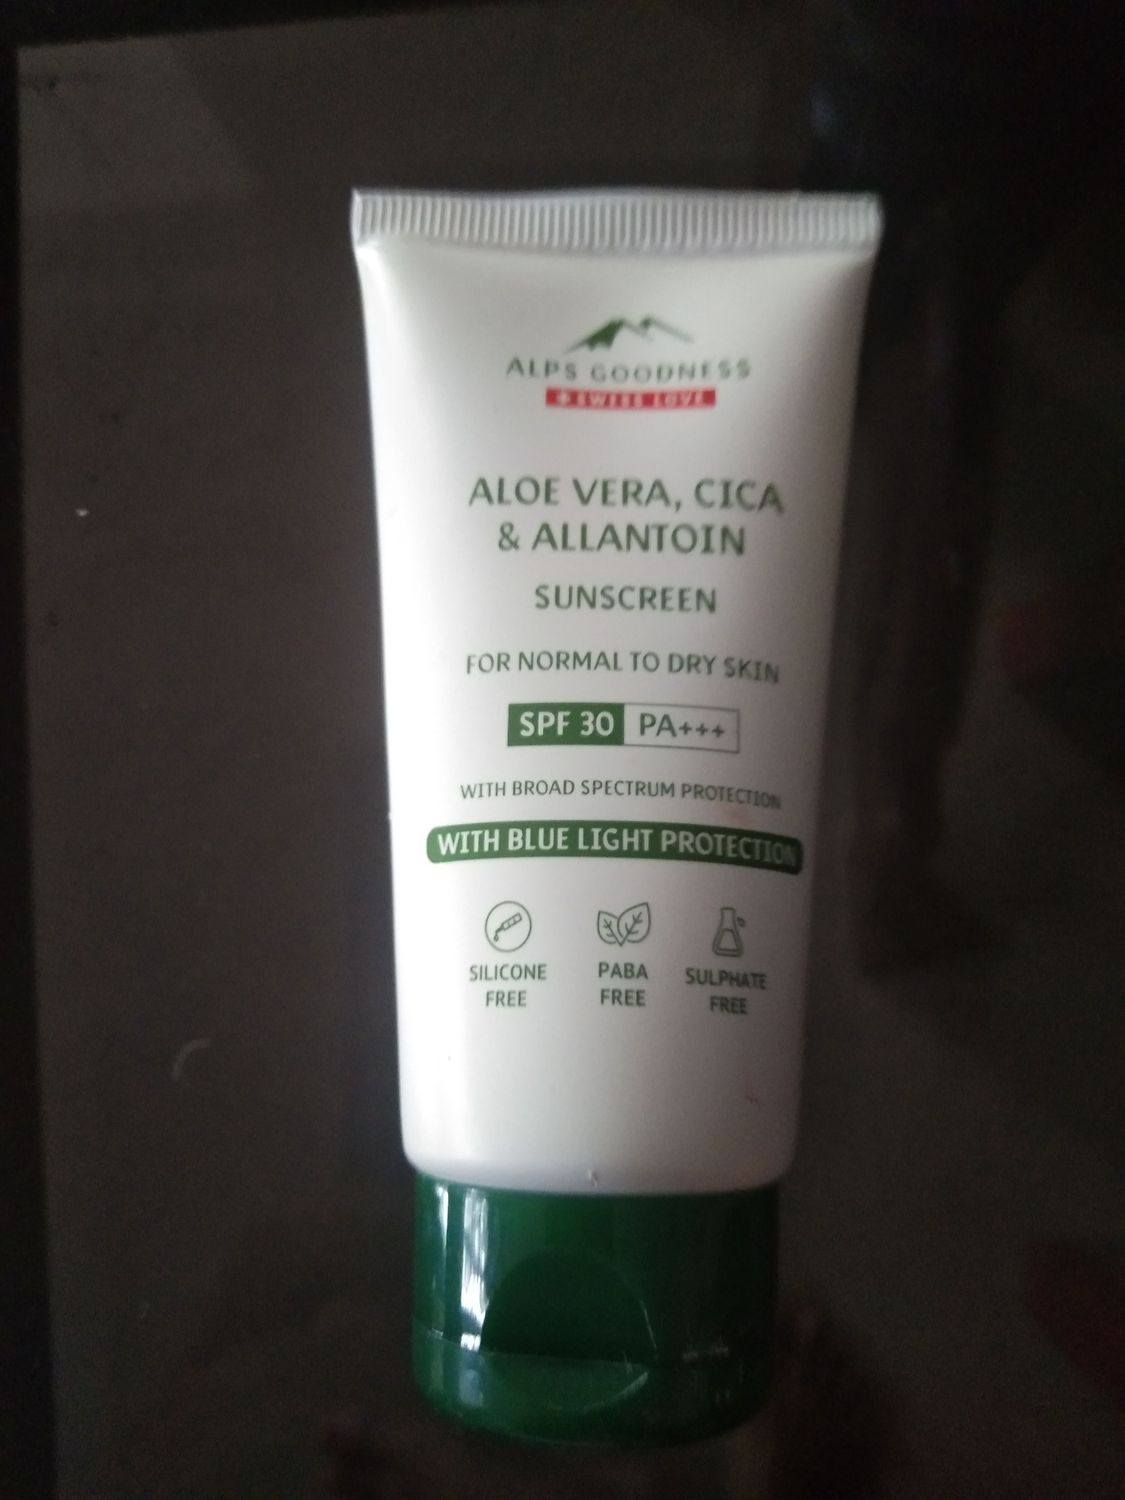 ALPS GOODNESS
SWISS LOVE
ALOE VERA, CICA
& ALLANTOIN
SUNSCREEN
FOR NORMAL TO DRY SKIN
SPF 30 PA+++
WITH BROAD SPECTRUM PROTECTION
WITH BLUE LIGHT PROTECTION
SILICONE FREE
PABA FREE
SULPHATE FREE